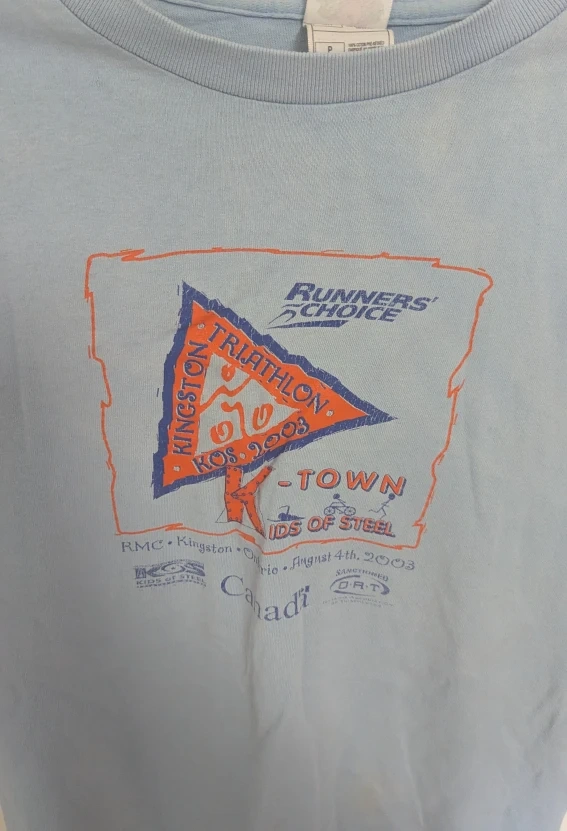 P
RUNNERS'
CHOICE
KINGSTON
TRIATHLON
KOS • 2003
K-TOWN
KIDS OF STEEL
RMC • Kingston • Ontario • August 4th, 2003
KOS
KIDS OF STEEL
Canada
SANCTIONED
O•A•T